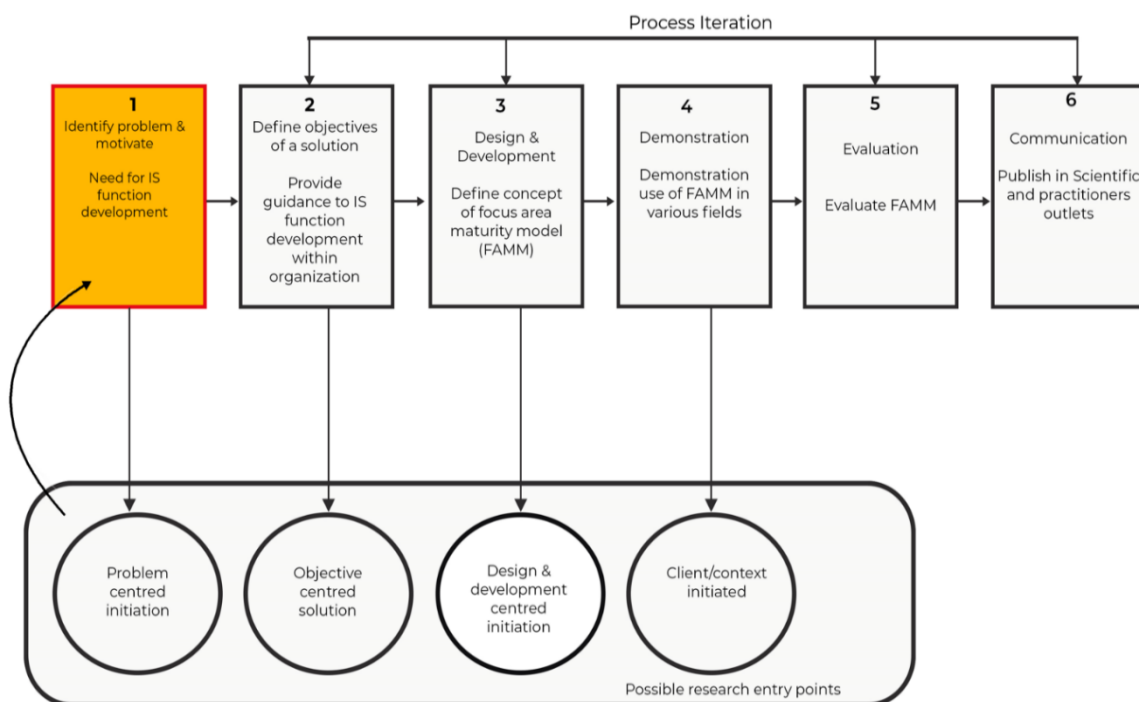 Process Iteration
1
Identify problem &
motivate
Need for IS
function
development
2
Define objectives
of a solution
Provide
guidance to IS
function
development
within
organization
3
Design &
Development
Define concept
of focus area
maturity model
(FAMM)
4
Demonstration
Demonstration
use of FAMM in
various fields
5
Evaluation
Evaluate FAMM
6
Communication
Publish in Scientific
and practitioners
outlets
Problem
centred
initiation
Objective
centred
solution
Design &
development
centred
initiation
Client/context
initiated
Possible research entry points